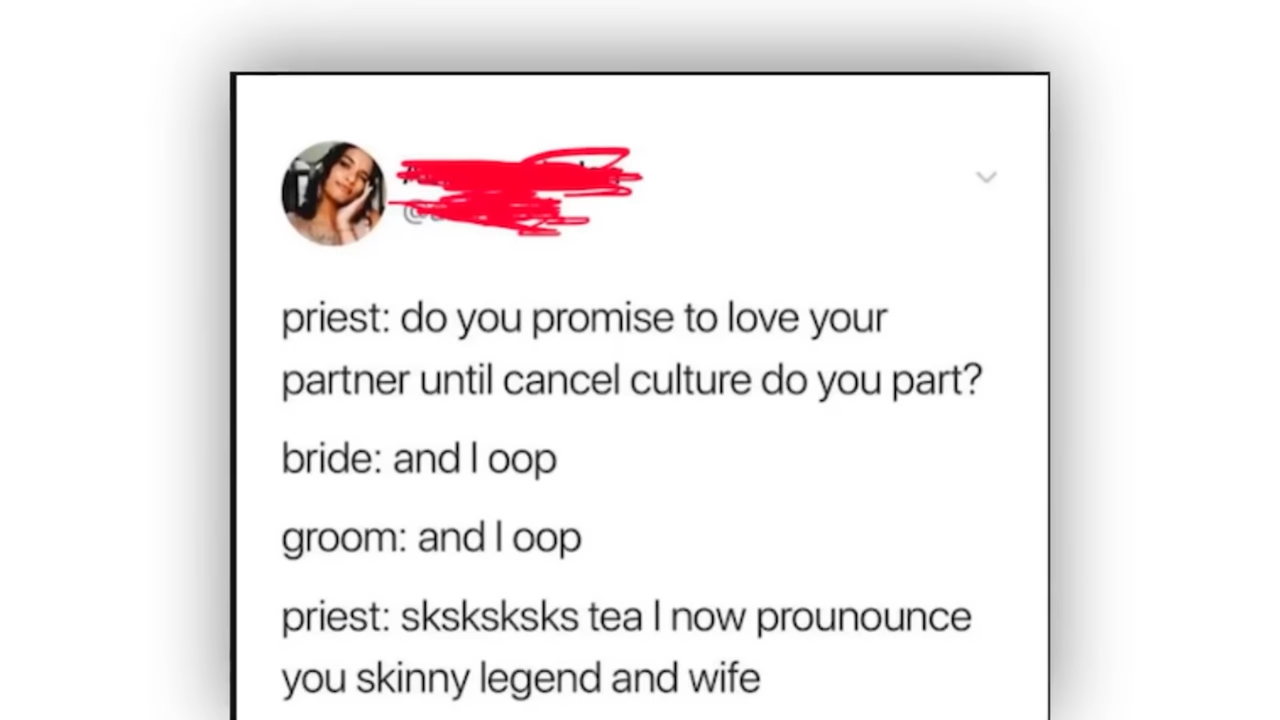 priest: do you promise to love your
partner until cancel culture do you part?
bride: and I oop
groom: and I oop
priest: sksksksks tea I now prounounce
you skinny legend and wife